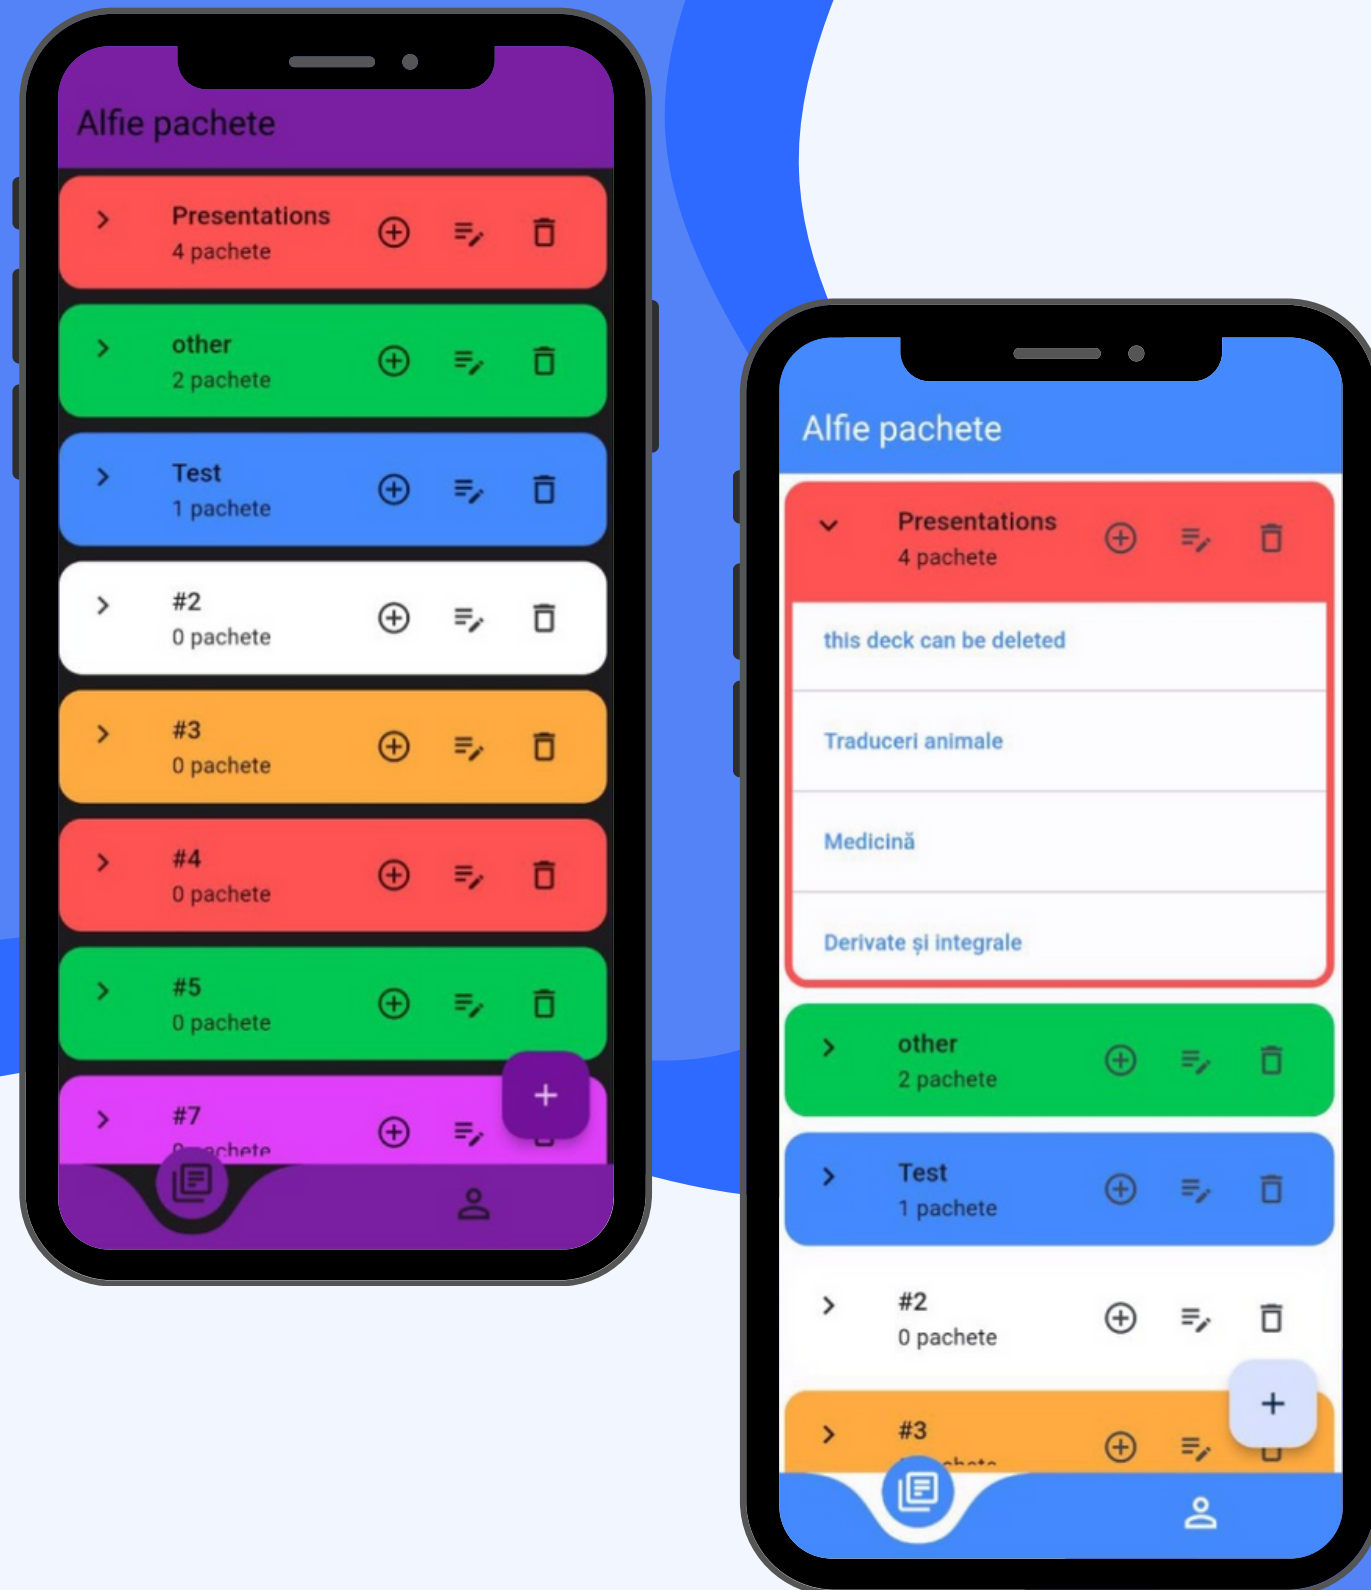 Alfie pachete
Presentations
4 pachete
other
2 pachete
Test
1 pachete
#2
0 pachete
#3
0 pachete
#4
0 pachete
#5
0 pachete
#7
Alfie pachete
Presentations
4 pachete
this deck can be deleted
Traduceri animale
Medicină
Derivate și integrale
other
2 pachete
Test
1 pachete
#2
0 pachete
#3